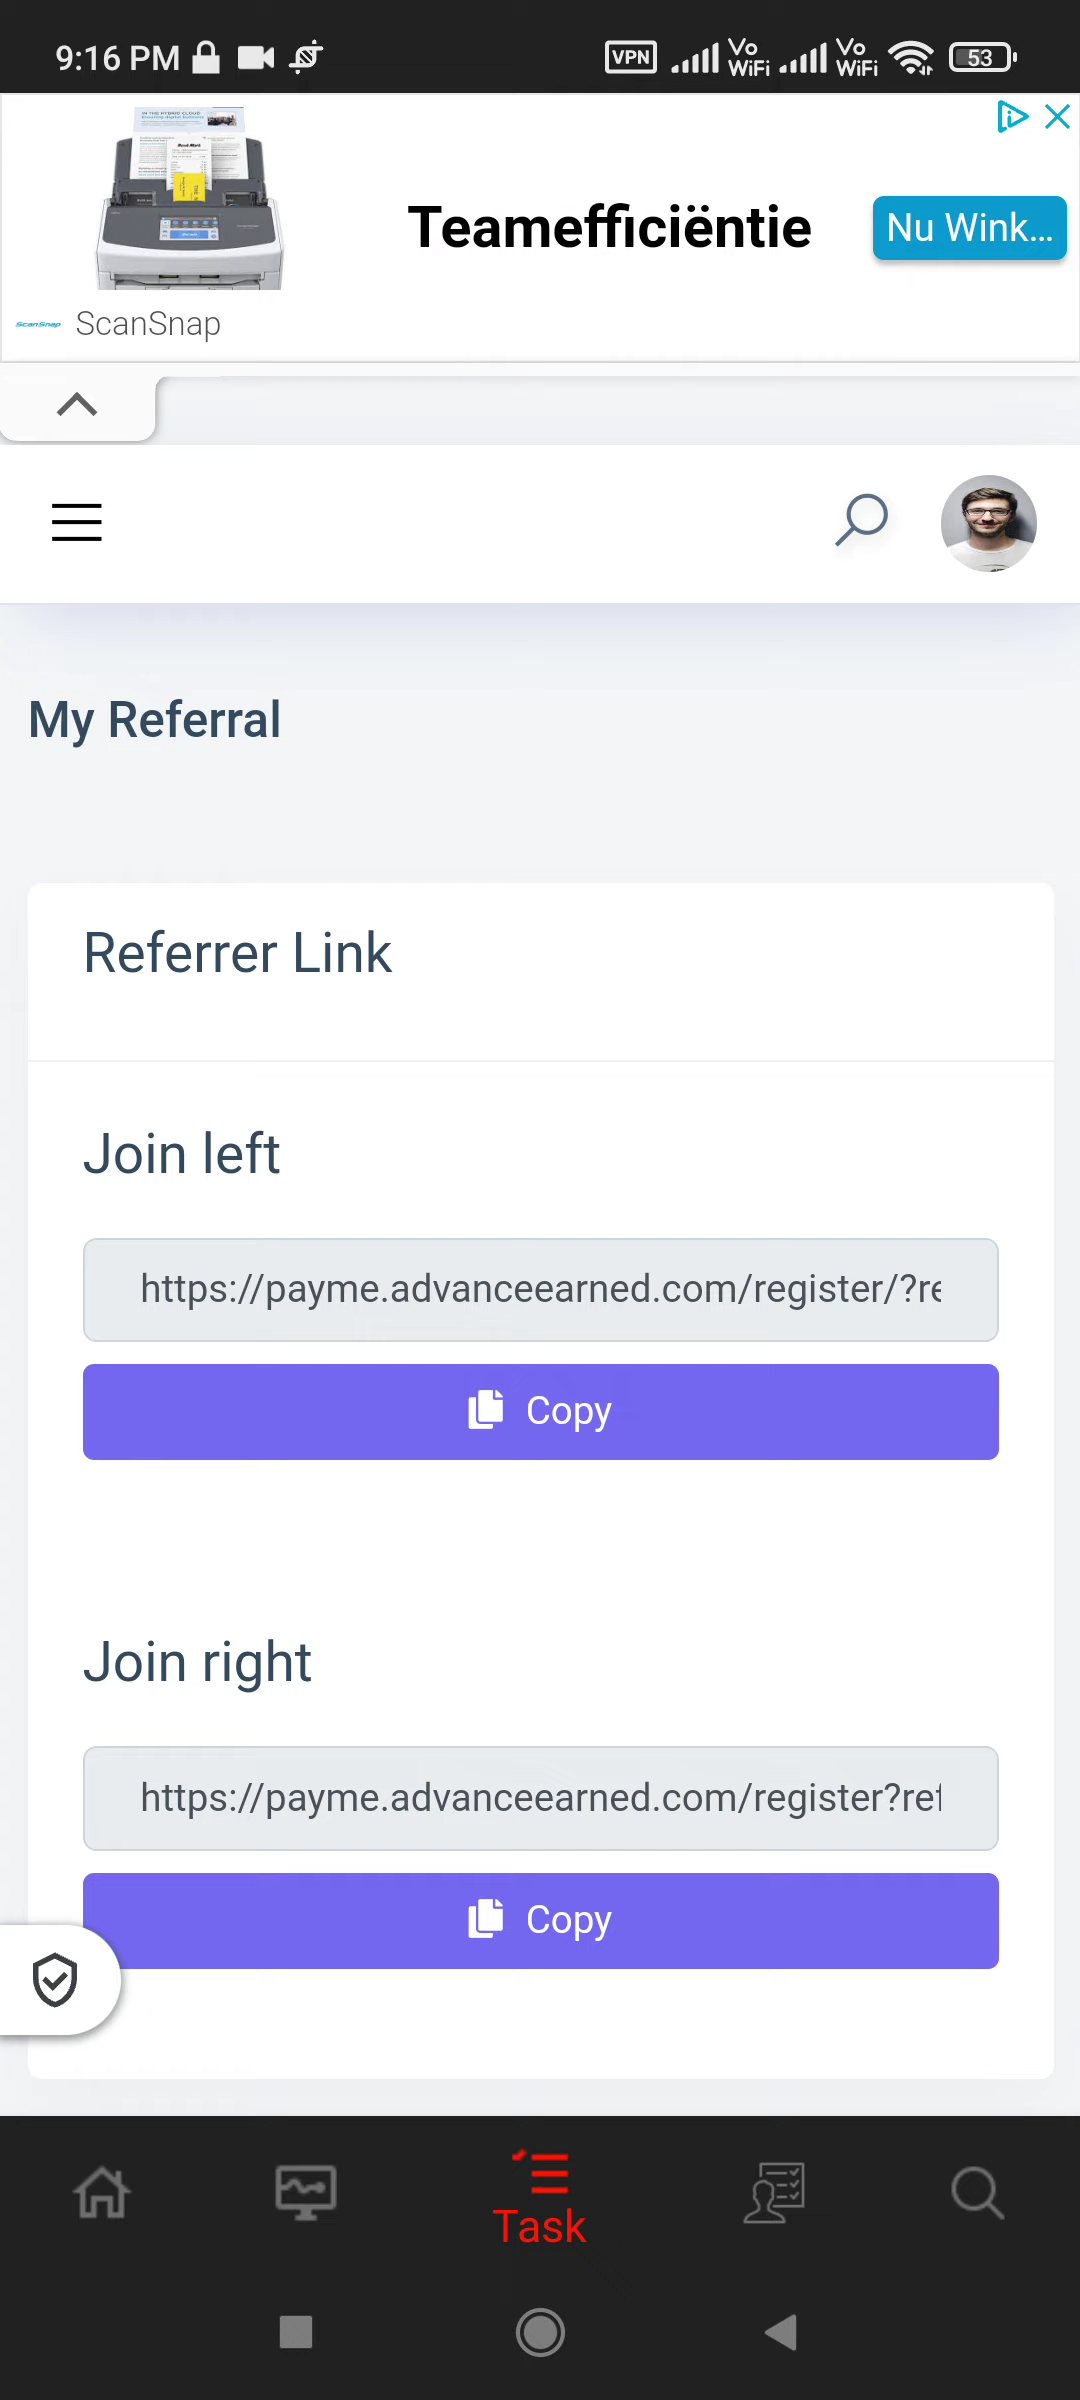 9:16 PM
VPN
Vo
WiFi
Vo
WiFi
53
Teamefficiëntie
Nu Wink...
ScanSnap
ScanSnap
My Referral
Referrer Link
Join left
https://payme.advanceearned.com/register/?re
Copy
Join right
https://payme.advanceearned.com/register?ref
Copy
Task